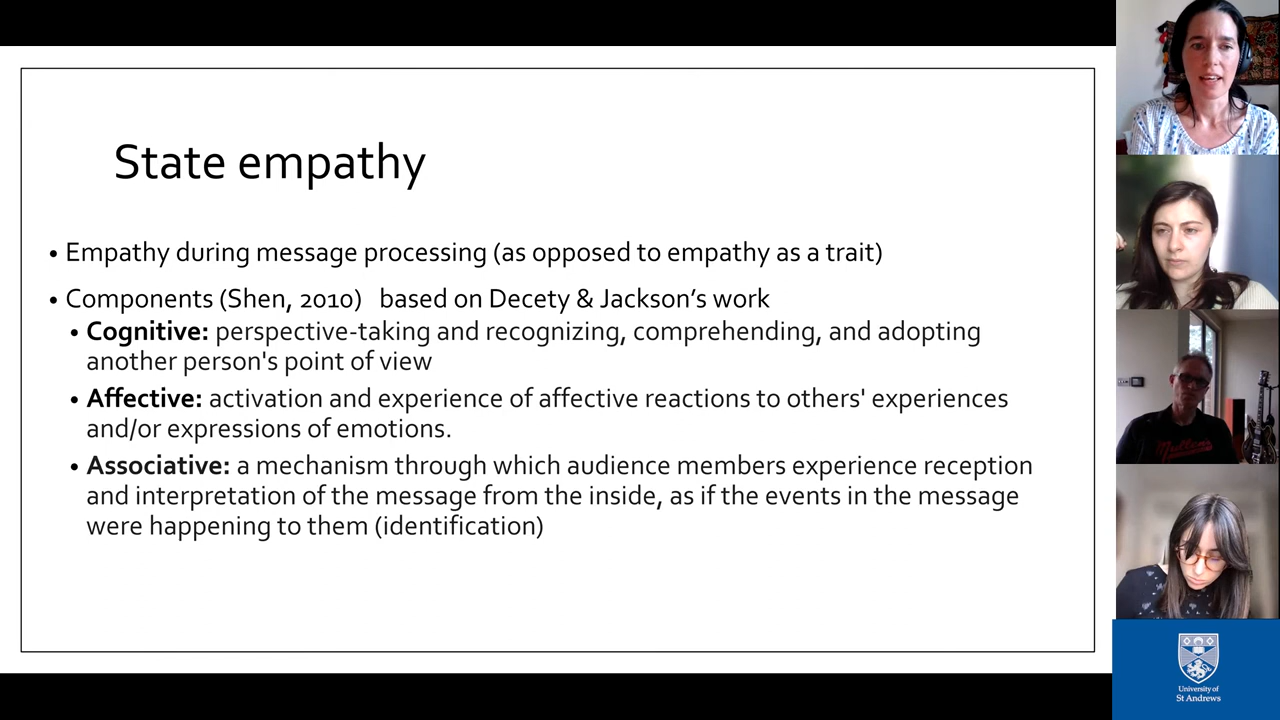 State empathy
• Empathy during message processing (as opposed to empathy as a trait)
• Components (Shen, 2010) based on Decety & Jackson's work
• Cognitive: perspective-taking and recognizing, comprehending, and adopting
another person's point of view
• Affective: activation and experience of affective reactions to others' experiences
and/or expressions of emotions.
• Associative: a mechanism through which audience members experience reception
and interpretation of the message from the inside, as if the events in the message
were happening to them (identification)
University of
St Andrews